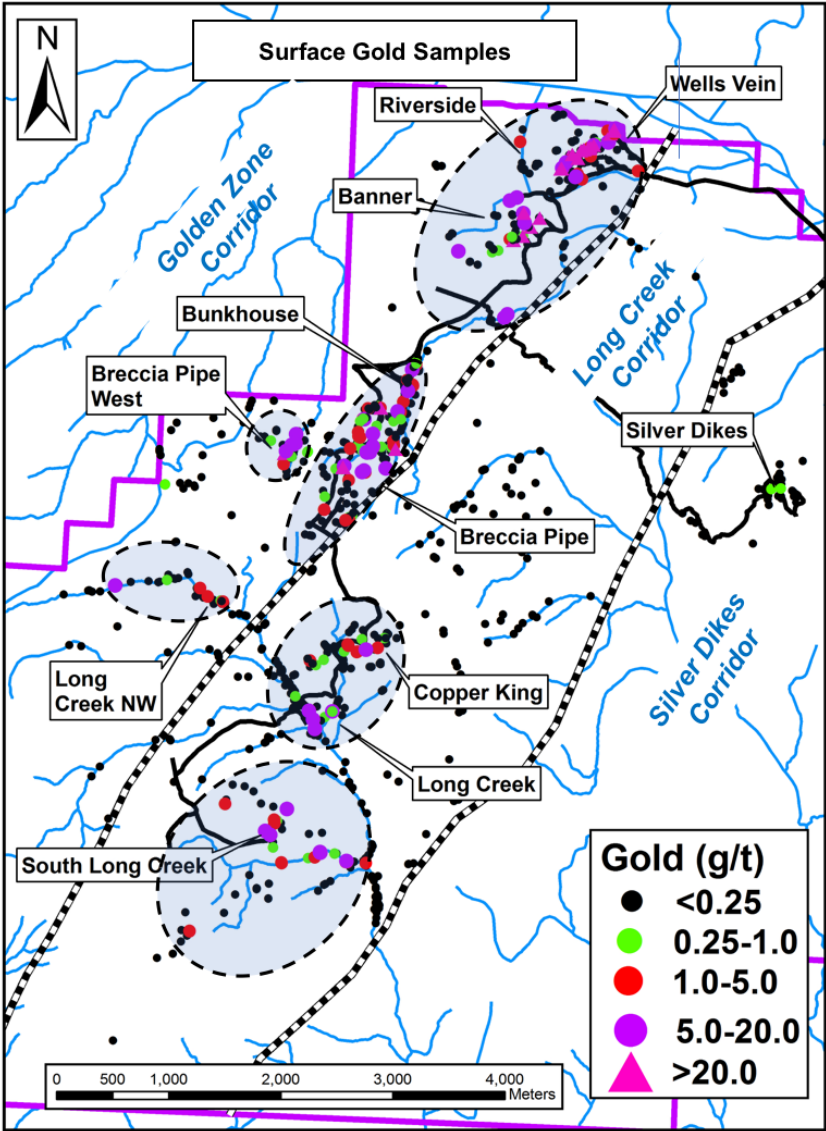 N
Surface Gold Samples
Wells Vein
Riverside
Banner
Golden Zone
Corridor
Bunkhouse
Long Creek
Corridor
Breccia Pipe
West
Silver Dikes
Breccia Pipe
Silver Dikes
Corridor
Long
Creek NW
Copper King
Long Creek
South Long Creek
Gold (g/t)
<0.25
0.25-1.0
1.0-5.0
5.0-20.0
>20.0
0 500 1,000 2,000 3,000 4,000
Meters